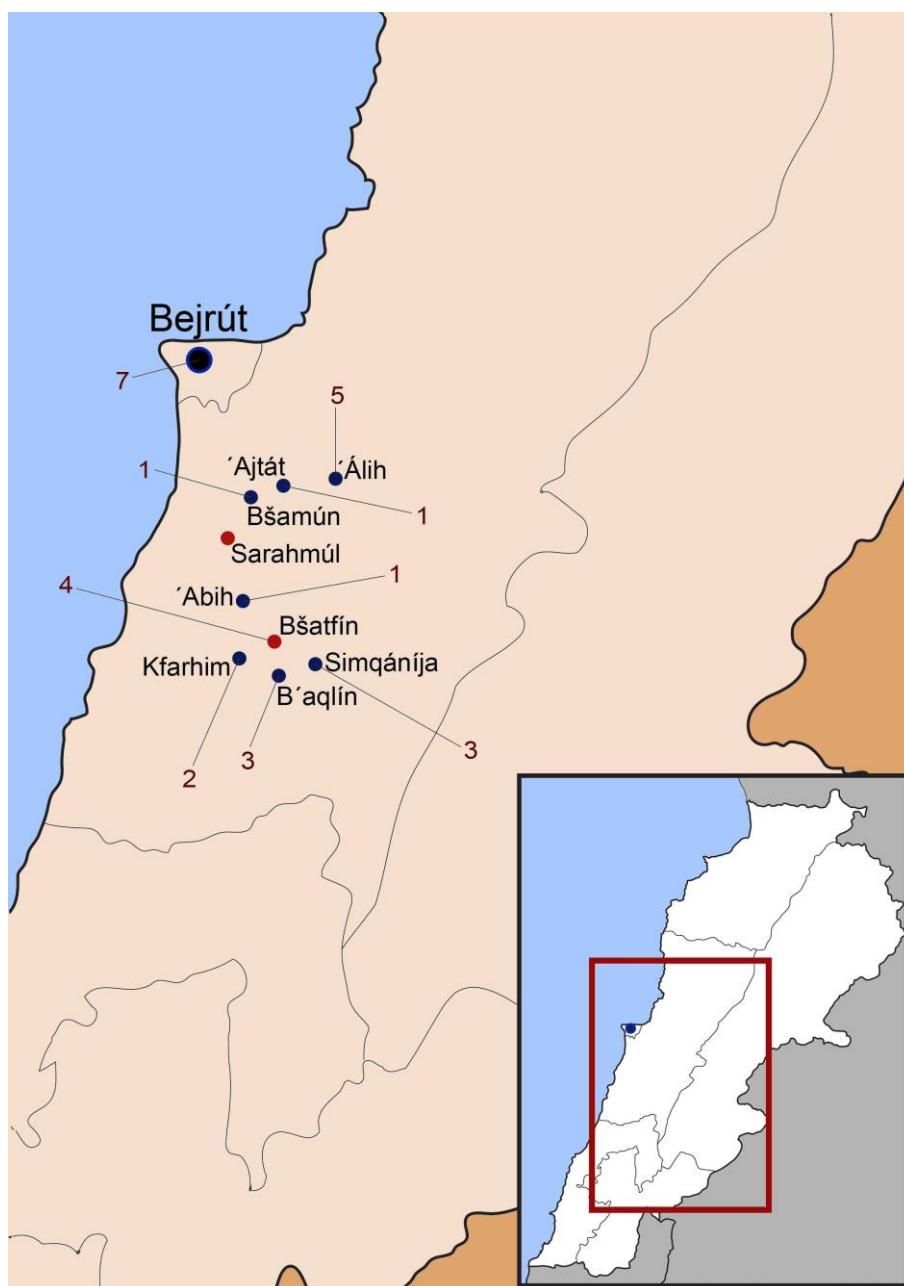 Bejrút
7
5
´Ajtát
´Álih
1
Bšamún
1
Sarahmúl
1
4
´Abih
Bšatfín
Kfarhim
Simqáníja
B´aqlín
3
2
3